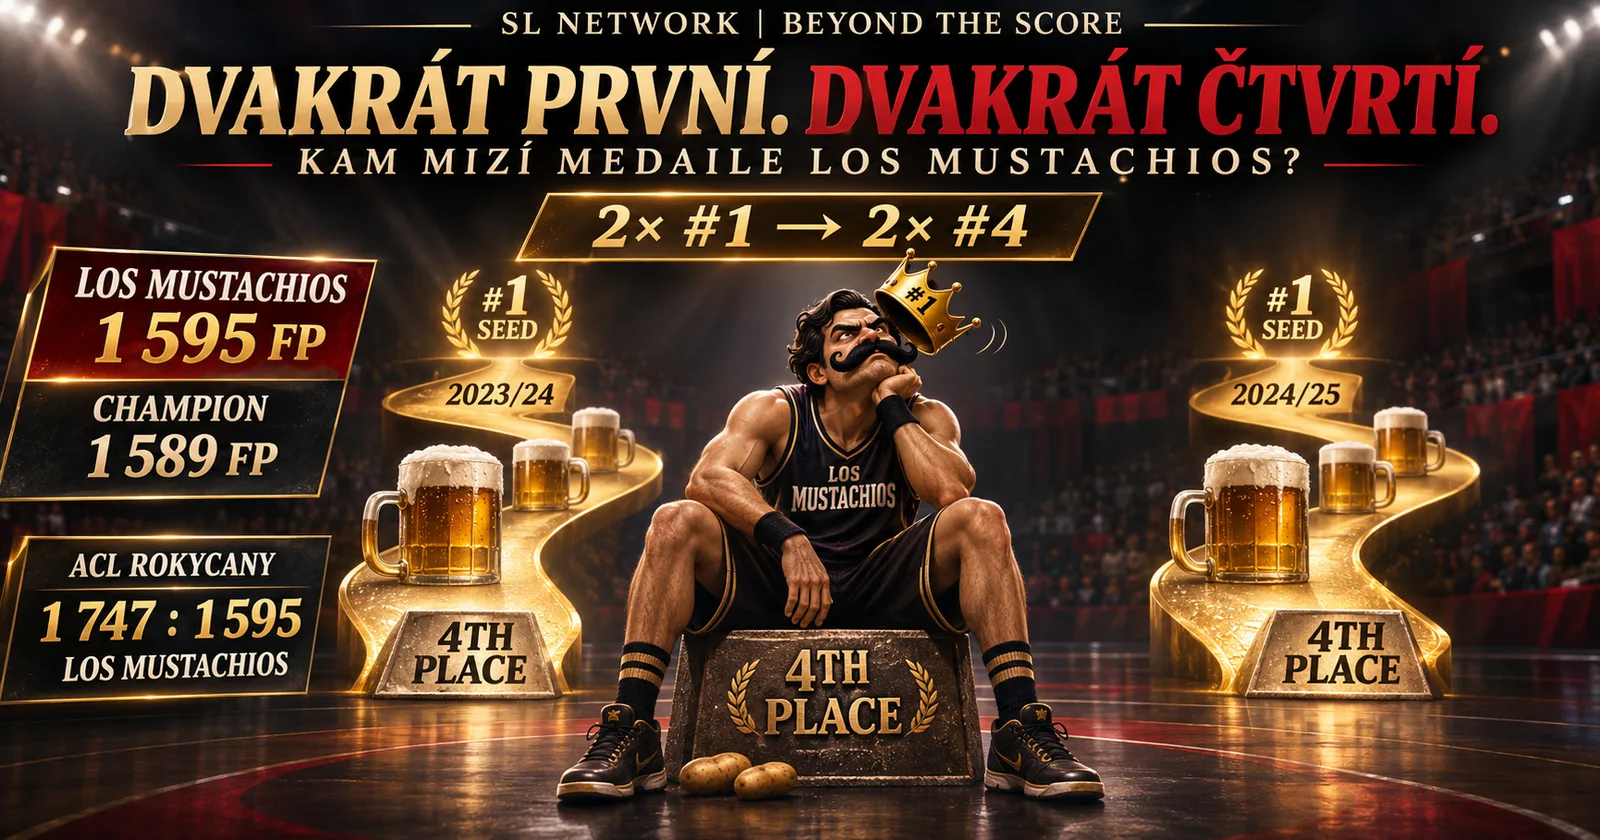 SL NETWORK | BEYOND THE SCORE
DVAKRÁT PRVNÍ. DVAKRÁT ČTVRTÍ.
KAM MIZÍ MEDAILE LOS MUSTACHIOS?
2× #1 → 2× #4
LOS MUSTACHIOS
1 595 FP
CHAMPION
1 589 FP
ACL ROKYCANY
1 747 : 1 595
LOS MUSTACHIOS
#1
SEED
2023/24
4TH
PLACE
#1
LOS
MUSTACHIOS
4TH
PLACE
#1
SEED
2024/25
4TH
PLACE